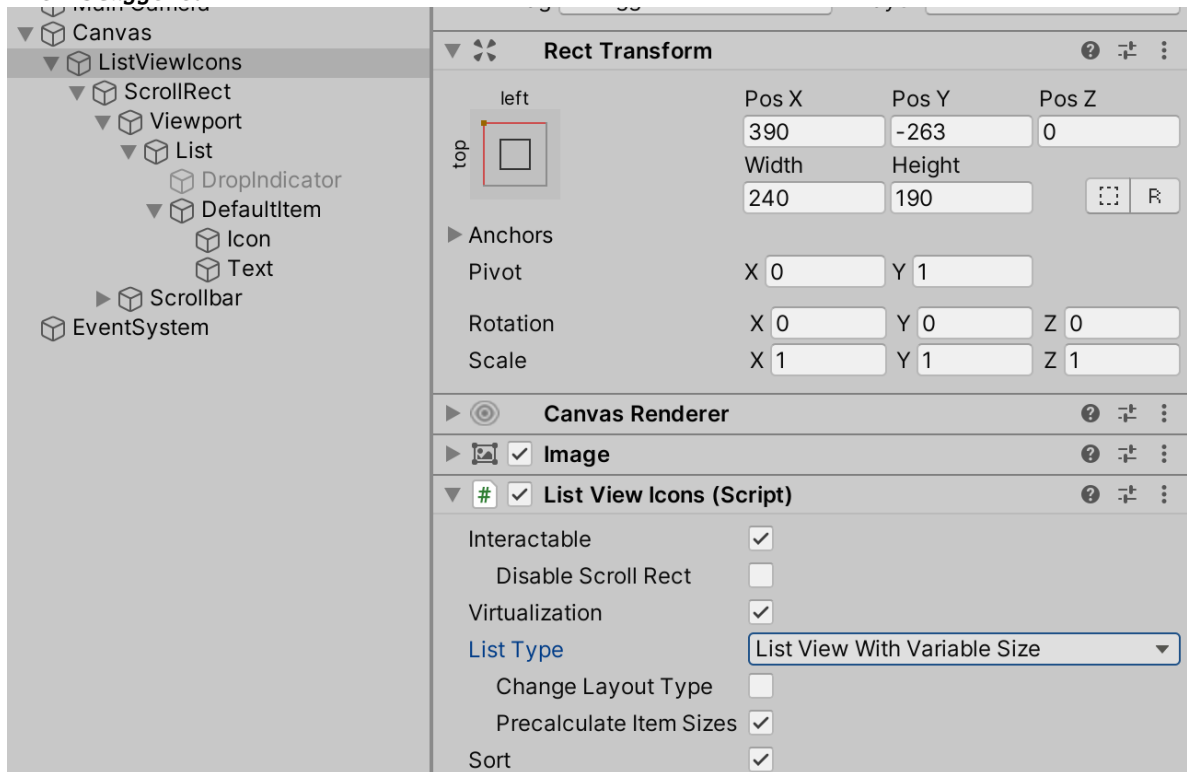 Main Camera
Canvas
ListViewIcons
ScrollRect
Viewport
List
DropIndicator
DefaultItem
Icon
Text
Scrollbar
EventSystem
Rect Transform
left
top
Pos X Pos Y Pos Z
390 -263 0
Width Height
240 190
R
Anchors
Pivot X 0 Y 1
Rotation X 0 Y 0 Z 0
Scale X 1 Y 1 Z 1
Canvas Renderer
Image
# List View Icons (Script)
Interactable
Disable Scroll Rect
Virtualization
List Type List View With Variable Size
Change Layout Type
Precalculate Item Sizes
Sort